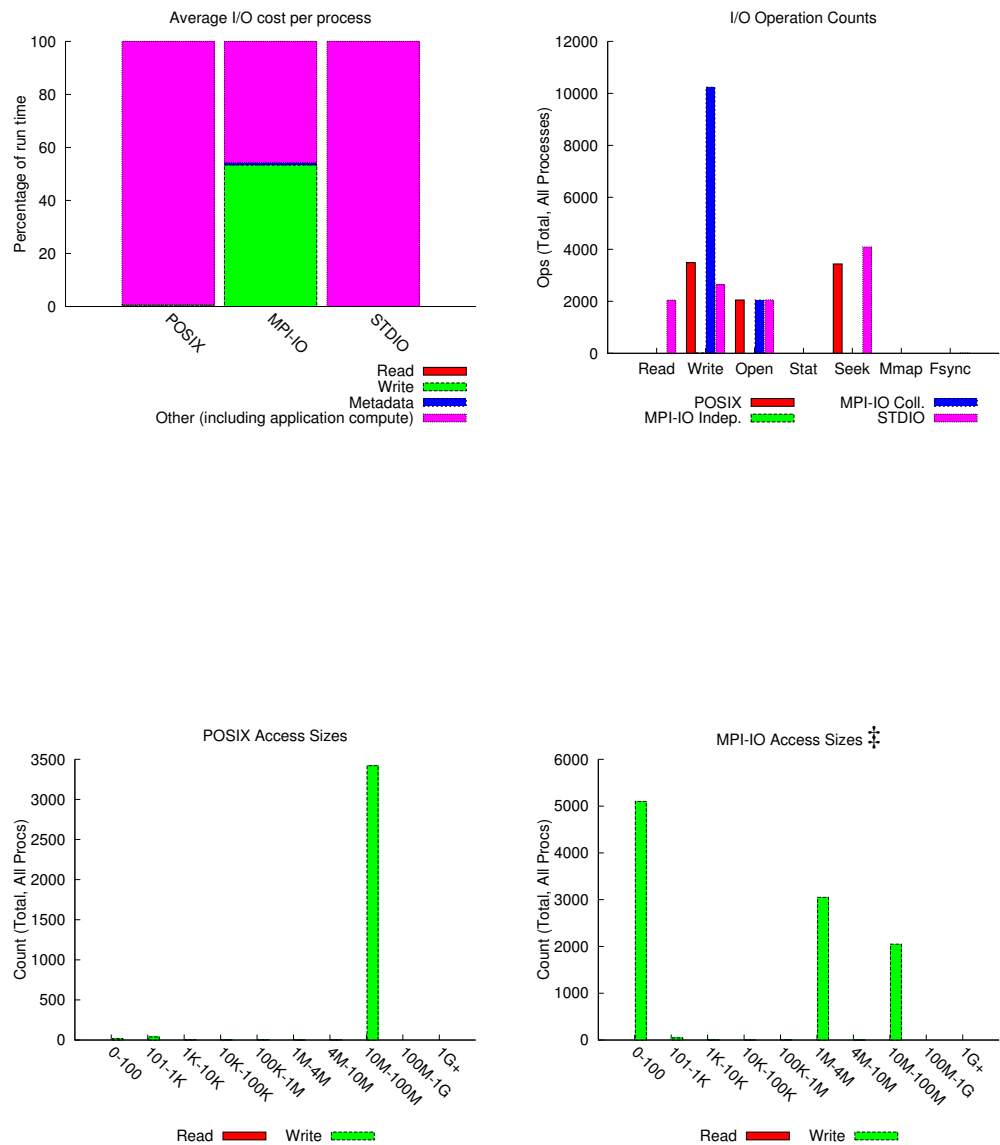 Average I/O cost per process
100
80
60
40
20
0
Percentage of run time
POSIX
MPI-IO
STDIO
Read
Write
Metadata
Other (including application compute)
I/O Operation Counts
12000
10000
8000
6000
4000
2000
0
Ops (Total, All Processes)
Read Write Open Stat Seek Mmap Fsync
POSIX MPI-IO Coll.
MPI-IO Indep. STDIO
POSIX Access Sizes
3500
3000
2500
2000
1500
1000
500
0
Count (Total, All Procs)
0-100
101-1K
1K-10K
10K-100K
100K-1M
1M-4M
4M-10M
10M-100M
100M-1G
1G+
Read Write
MPI-IO Access Sizes ‡
6000
5000
4000
3000
2000
1000
0
Count (Total, All Procs)
0-100
101-1K
1K-10K
10K-100K
100K-1M
1M-4M
4M-10M
10M-100M
100M-1G
1G+
Read Write